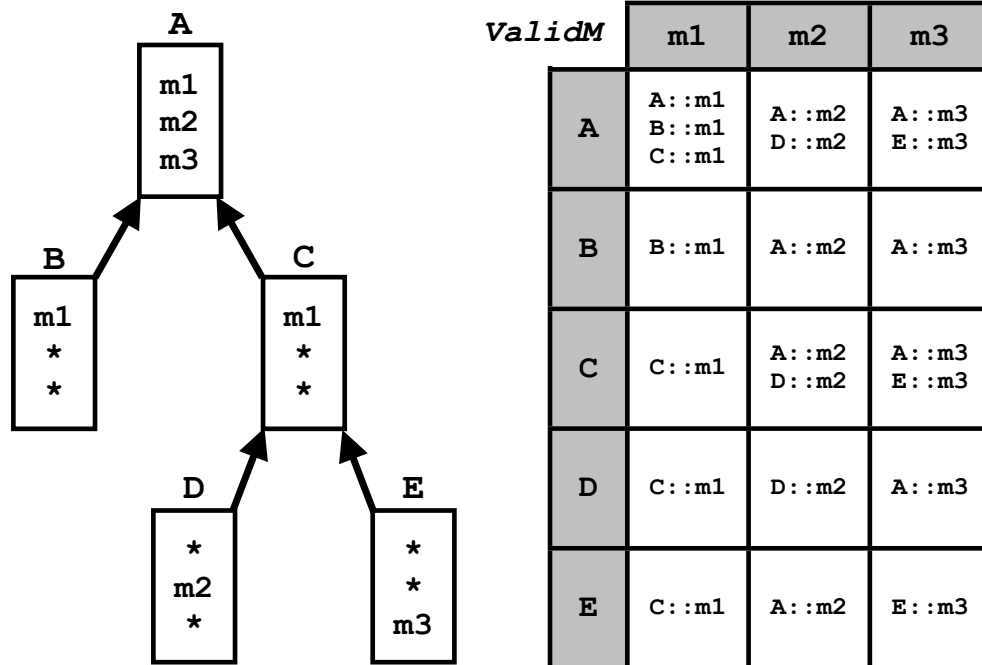 A
m1
m2
m3
B
m1
*
*
C
m1
*
*
D
*
m2
*
E
*
*
m3
ValidM m1 m2 m3
A
A::m1
B::m1
C::m1
A::m2
D::m2
A::m3
E::m3
B B::m1 A::m2 A::m3
C C::m1
A::m2
D::m2
A::m3
E::m3
D C::m1 D::m2 A::m3
E C::m1 A::m2 E::m3